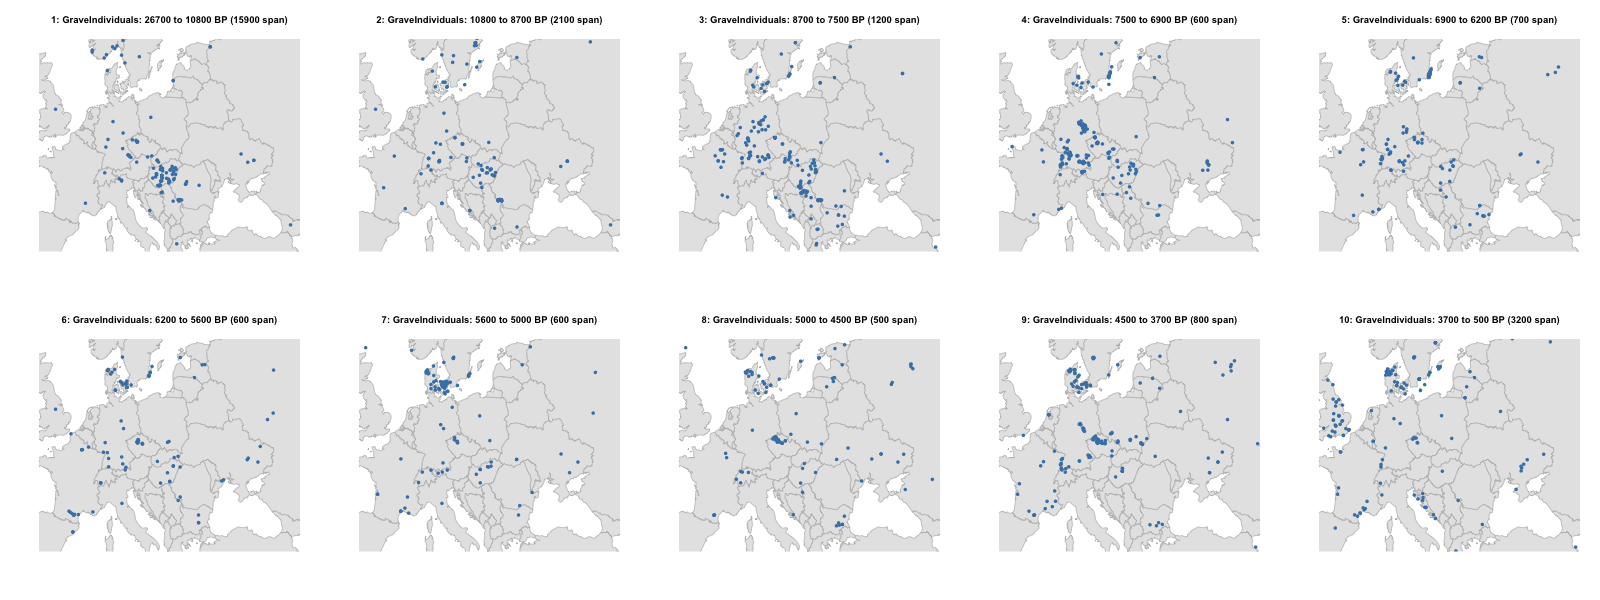 1: GraveIndividuals: 26700 to 10800 BP (15900 span)
2: GraveIndividuals: 10800 to 8700 BP (2100 span)
3: GraveIndividuals: 8700 to 7500 BP (1200 span)
4: GraveIndividuals: 7500 to 6900 BP (600 span)
5: GraveIndividuals: 6900 to 6200 BP (700 span)
6: GraveIndividuals: 6200 to 5600 BP (600 span)
7: GraveIndividuals: 5600 to 5000 BP (600 span)
8: GraveIndividuals: 5000 to 4500 BP (500 span)
9: GraveIndividuals: 4500 to 3700 BP (800 span)
10: GraveIndividuals: 3700 to 500 BP (3200 span)